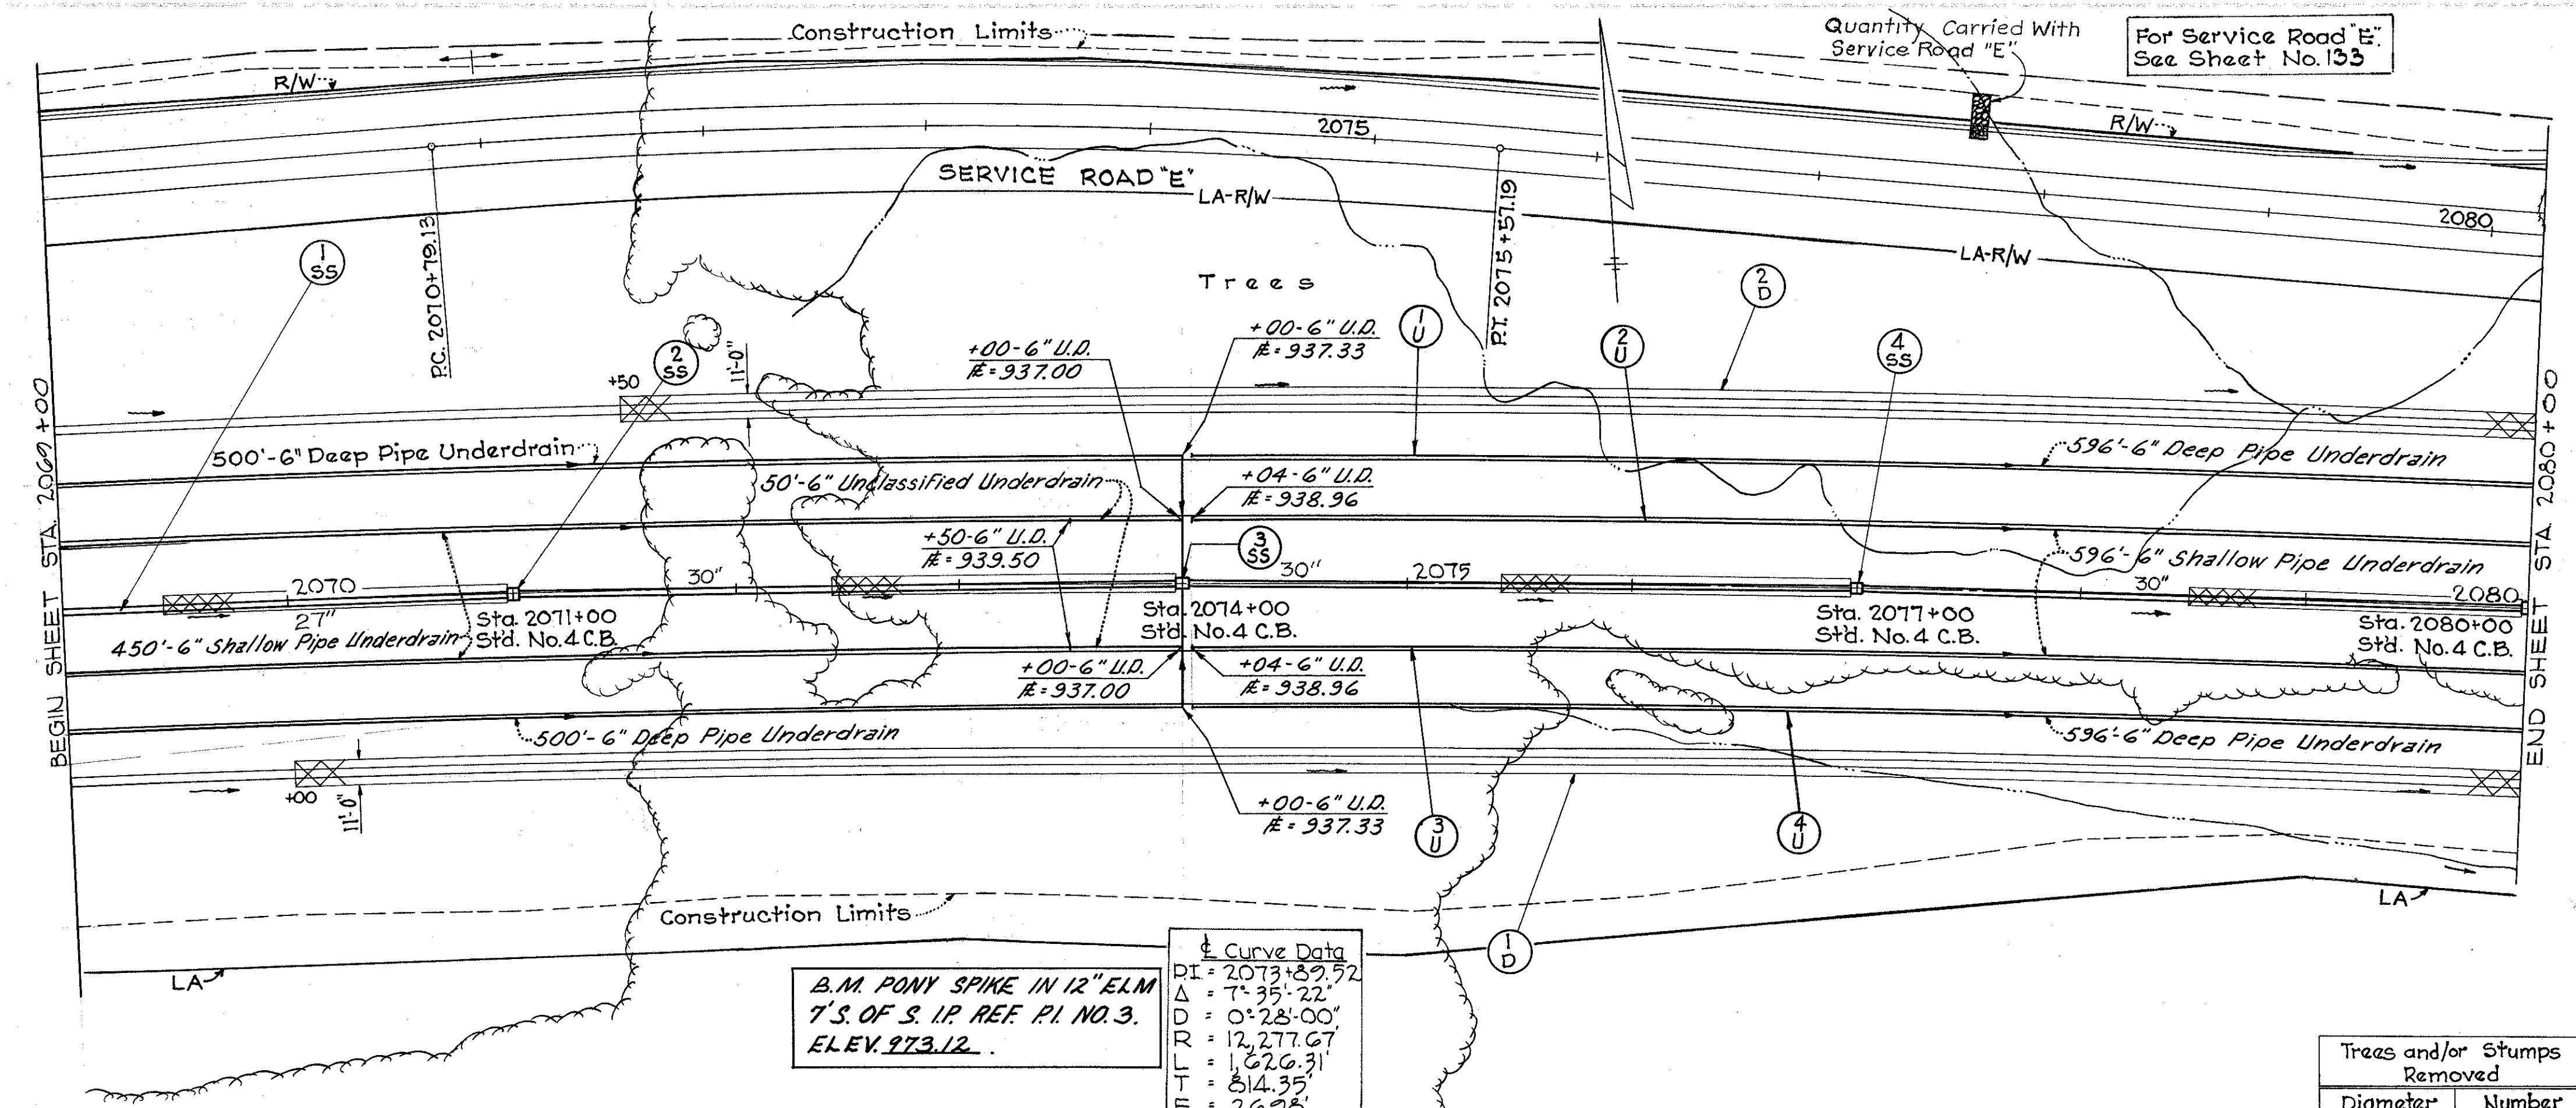 Construction Limits
Quantity Carried With
Service Road "E"
For Service Road "E".
See Sheet No. 133
R/W
R/W
2075
SERVICE ROAD "E"
LA-R/W
2080
LA-R/W
P.C. 2070+79.13
P.T. 2075+57.19
1
SS
Trees
2
D
+00-6" U.D.
Æ = 937.33
1
U
2
U
4
SS
+00-6" U.D.
Æ = 937.00
2
SS
11'-0"
+50
BEGIN SHEET STA. 2069+00
END SHEET STA. 2080+00
500'-6" Deep Pipe Underdrain
596'-6" Deep Pipe Underdrain
50'-6" Unclassified Underdrain
+04-6" U.D.
Æ = 938.96
+50-6" U.D.
Æ = 939.50
3
SS
596'-6" Shallow Pipe Underdrain
2070
30"
30"
2075
30"
2080
27"
Sta. 2071+00
Std. No. 4 C.B.
Sta. 2074+00
Std. No. 4 C.B.
Sta. 2077+00
Std. No. 4 C.B.
Sta. 2080+00
Std. No. 4 C.B.
450'-6" Shallow Pipe Underdrain
+00-6" U.D.
Æ = 937.00
+04-6" U.D.
Æ = 938.96
500'-6" Deep Pipe Underdrain
596'-6" Deep Pipe Underdrain
+00
11'-0"
+00-6" U.D.
Æ = 937.33
3
U
4
U
Construction Limits
LA
LA
1
D
B.M. PONY SPIKE IN 12" ELM
7' S. OF S. I.P. REF. P.I. NO. 3.
ELEV. 973.12.
℄ Curve Data
P.I. = 2073+89.52
Δ = 7°-35'-22"
D = 0°-28'-00"
R = 12,277.67'
L = 1,626.31'
T = 814.35'
E = 26.98'
Trees and/or Stumps
Removed
Diameter
Number